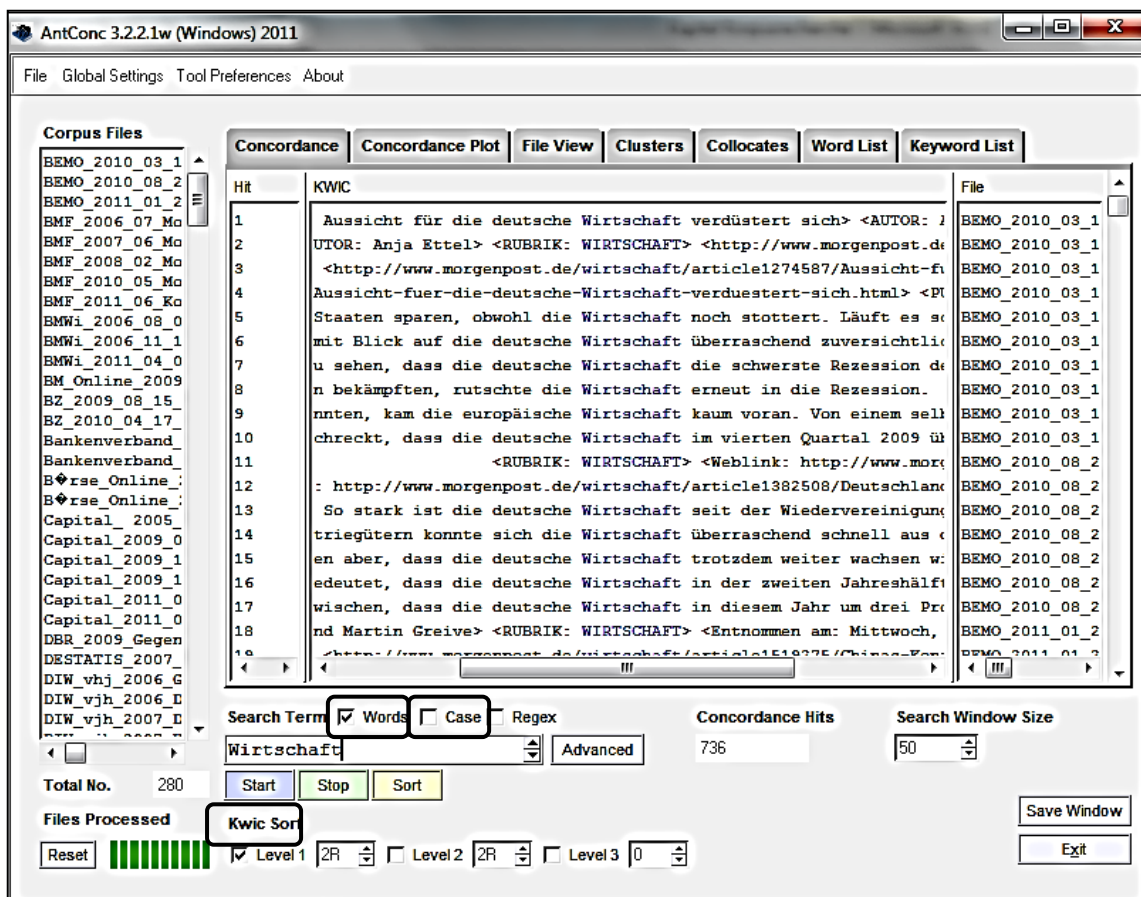 AntConc 3.2.2.1w (Windows) 2011
File Global Settings Tool Preferences About
Corpus Files
BEMO_2010_03_1
BEMO_2010_08_2
BEMO_2011_01_2
BMF_2006_07_Mo
BMF_2007_06_Mo
BMF_2008_02_Mo
BMF_2010_05_Mo
BMF_2011_06_Ka
BMWi_2006_08_0
BMWi_2006_11_1
BMWi_2011_04_0
BM_Online_2009
BZ_2009_08_15_
BZ_2010_04_17_
Bankenverband_
Bankenverband_
B�rse_Online_
B�rse_Online_
Capital_ 2005_
Capital_2009_0
Capital_2009_1
Capital_2009_1
Capital_2011_0
Capital_2011_0
DBR_2009_Gegen
DESTATIS_2007_
DIW_vhj_2006_G
DIW_vjh_2006_D
DIW_vjh_2007_D
Total No. 280
Files Processed
Reset
Concordance Concordance Plot File View Clusters Collocates Word List Keyword List
Hit KWIC File
1 Aussicht für die deutsche Wirtschaft verdüstert sich> <AUTOR: BEMO_2010_03_1
2 UTOR: Anja Ettel> <RUBRIK: WIRTSCHAFT> <http://www.morgenpost.de BEMO_2010_03_1
3 <http://www.morgenpost.de/wirtschaft/article1274587/Aussicht-fu BEMO_2010_03_1
4 Aussicht-fuer-die-deutsche-Wirtschaft-verduestert-sich.html> <PU BEMO_2010_03_1
5 Staaten sparen, obwohl die Wirtschaft noch stottert. Läuft es so BEMO_2010_03_1
6 mit Blick auf die deutsche Wirtschaft überraschend zuversichtlic BEMO_2010_03_1
7 u sehen, dass die deutsche Wirtschaft die schwerste Rezession de BEMO_2010_03_1
8 n bekämpften, rutschte die Wirtschaft erneut in die Rezession. BEMO_2010_03_1
9 nnten, kam die europäische Wirtschaft kaum voran. Von einem sel BEMO_2010_03_1
10 chreckt, dass die deutsche Wirtschaft im vierten Quartal 2009 üb BEMO_2010_03_1
11 <RUBRIK: WIRTSCHAFT> <Weblink: http://www.morg BEMO_2010_08_2
12 : http://www.morgenpost.de/wirtschaft/article1382508/Deutschland BEMO_2010_08_2
13 So stark ist die deutsche Wirtschaft seit der Wiedervereinigung BEMO_2010_08_2
14 triegütern konnte sich die Wirtschaft überraschend schnell aus BEMO_2010_08_2
15 en aber, dass die deutsche Wirtschaft trotzdem weiter wachsen BEMO_2010_08_2
16 edeutet, dass die deutsche Wirtschaft in der zweiten Jahreshälft BEMO_2010_08_2
17 wischen, dass die deutsche Wirtschaft in diesem Jahr um drei Pro BEMO_2010_08_2
18 nd Martin Greive> <RUBRIK: WIRTSCHAFT> <Entnommen am: Mittwoch, BEMO_2011_01_2
Search Term Words Case Regex Concordance Hits Search Window Size
Wirtschaft Advanced 736 50
Start Stop Sort
Kwic Sort
Level 1 2R Level 2 2R Level 3 0
Save Window
Exit